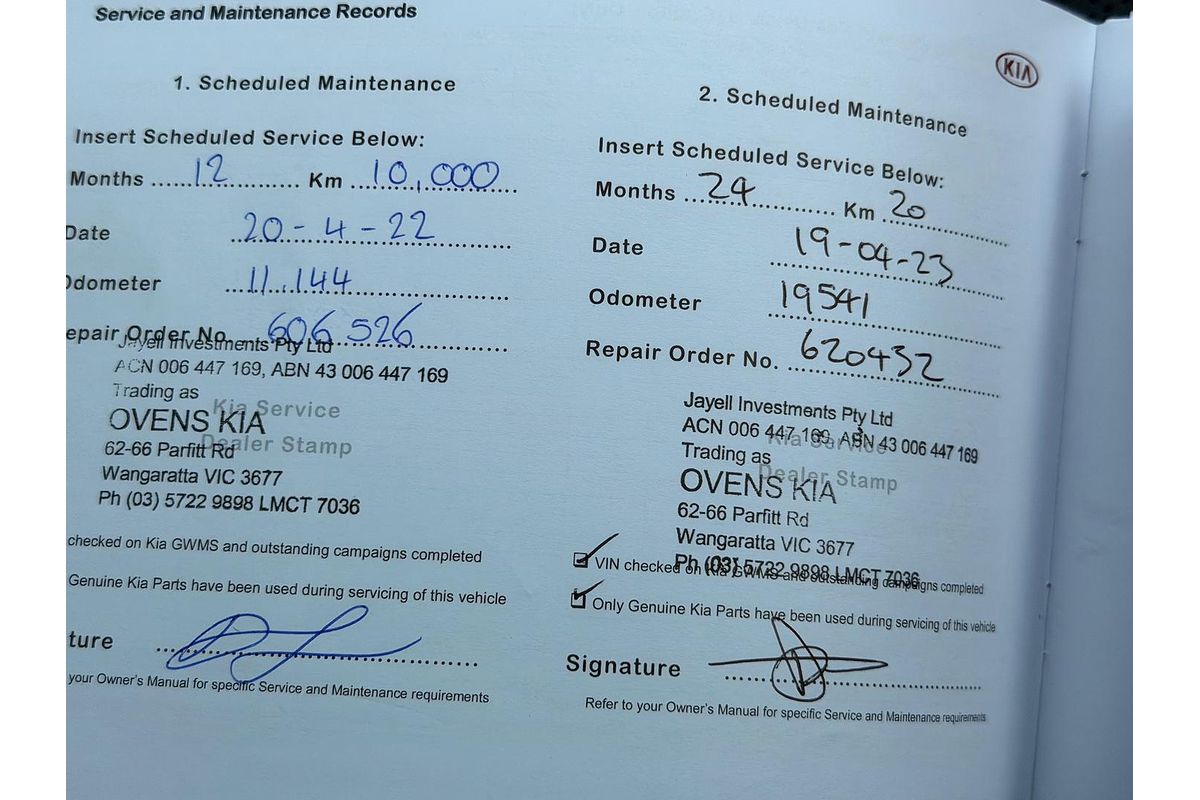 Service and Maintenance Records
KIA
1. Scheduled Maintenance
Insert Scheduled Service Below:
Months 12 Km 10,000
Date 20-4-22
Odometer 11.144
epair Order No. 606 526
Jayell Investments Pty Ltd
ACN 006 447 169, ABN 43 006 447 169
Trading as
Kia Service
OVENS KIA
Dealer Stamp
62-66 Parfitt Rd
Wangaratta VIC 3677
Ph (03) 5722 9898 LMCT 7036
checked on Kia GWMS and outstanding campaigns completed
Genuine Kia Parts have been used during servicing of this vehicle
ture
your Owner's Manual for specific Service and Maintenance requirements
2. Scheduled Maintenance
Insert Scheduled Service Below:
Months 24 Km 20
Date 19-04-23
Odometer 19541
Repair Order No. 620432
Jayell Investments Pty Ltd
ACN 006 447 169, ABN 43 006 447 169
Kia Service
Trading as
Dealer Stamp
OVENS KIA
62-66 Parfitt Rd
Wangaratta VIC 3677
Ph (03) 5722 9898 LMCT 7036
VIN checked on Kia GWMS and outstanding campaigns completed
Only Genuine Kia Parts have been used during servicing of this vehicle
Signature
Refer to your Owner's Manual for specific Service and Maintenance requirements